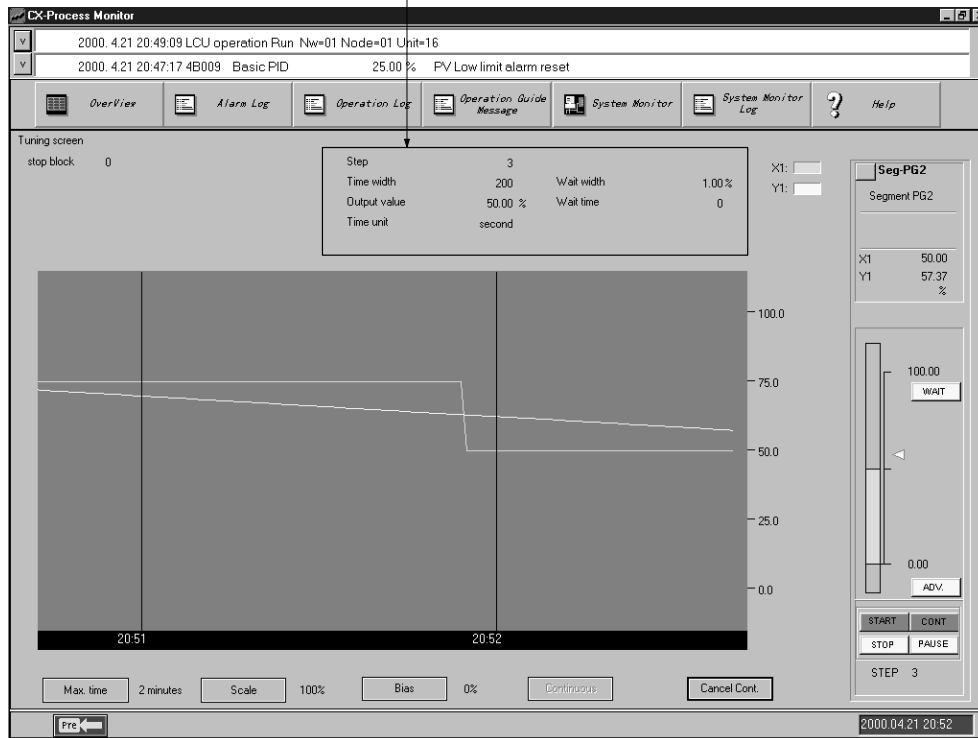 CX-Process Monitor
2000. 4.21 20:49:09 LCU operation Run Nw=01 Node=01 Unit=16
2000. 4.21 20:47:17 4B009 Basic PID 25.00 % PV Low limit alarm reset
OverView
Alarm Log
Operation Log
Operation Guide
Message
System Monitor
System Monitor
Log
Help
Tuning screen
stop block 0
Step 3
Time width 200 Wait width 1.00 %
Output value 50.00 % Wait time 0
Time unit second
X1:
Y1:
Seg-PG2
Segment PG2
X1 50.00
Y1 57.37
%
100.0
75.0
50.0
25.0
0.0
20:51 20:52
100.00
WAIT
0.00
ADV.
START CONT
STOP PAUSE
STEP 3
Max. time 2 minutes Scale 100% Bias 0% Continuous Cancel Cont.
Pre
2000.04.21 20:52